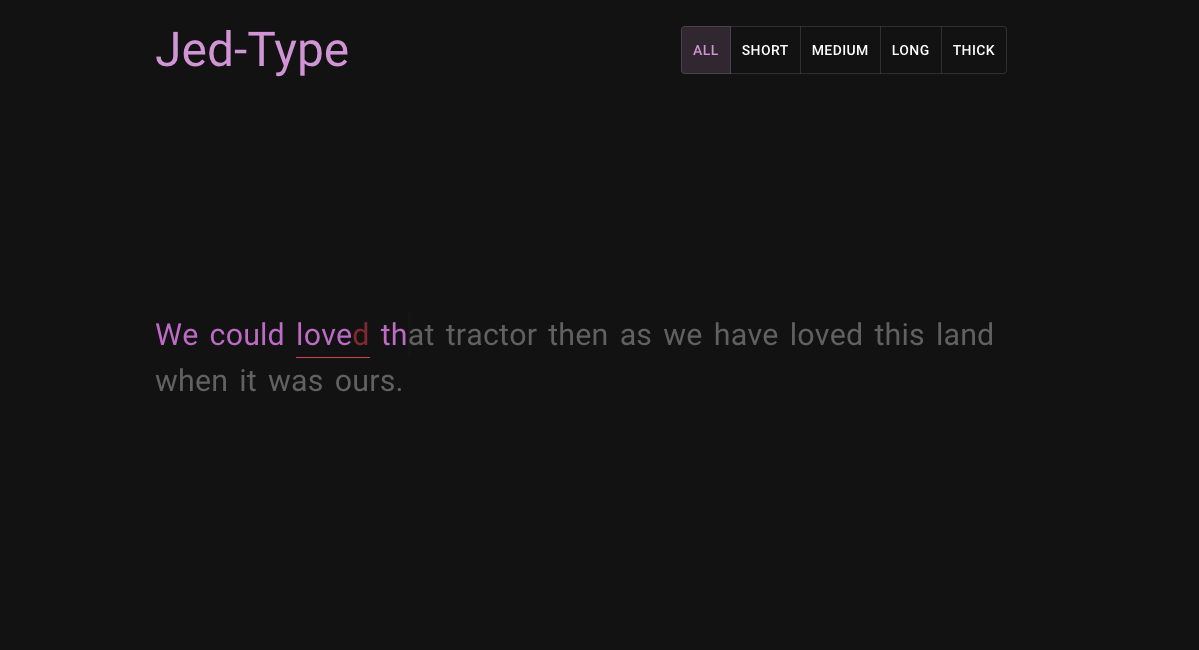 Jed-Type
ALL SHORT MEDIUM LONG THICK
We could loved that tractor then as we have loved this land
when it was ours.